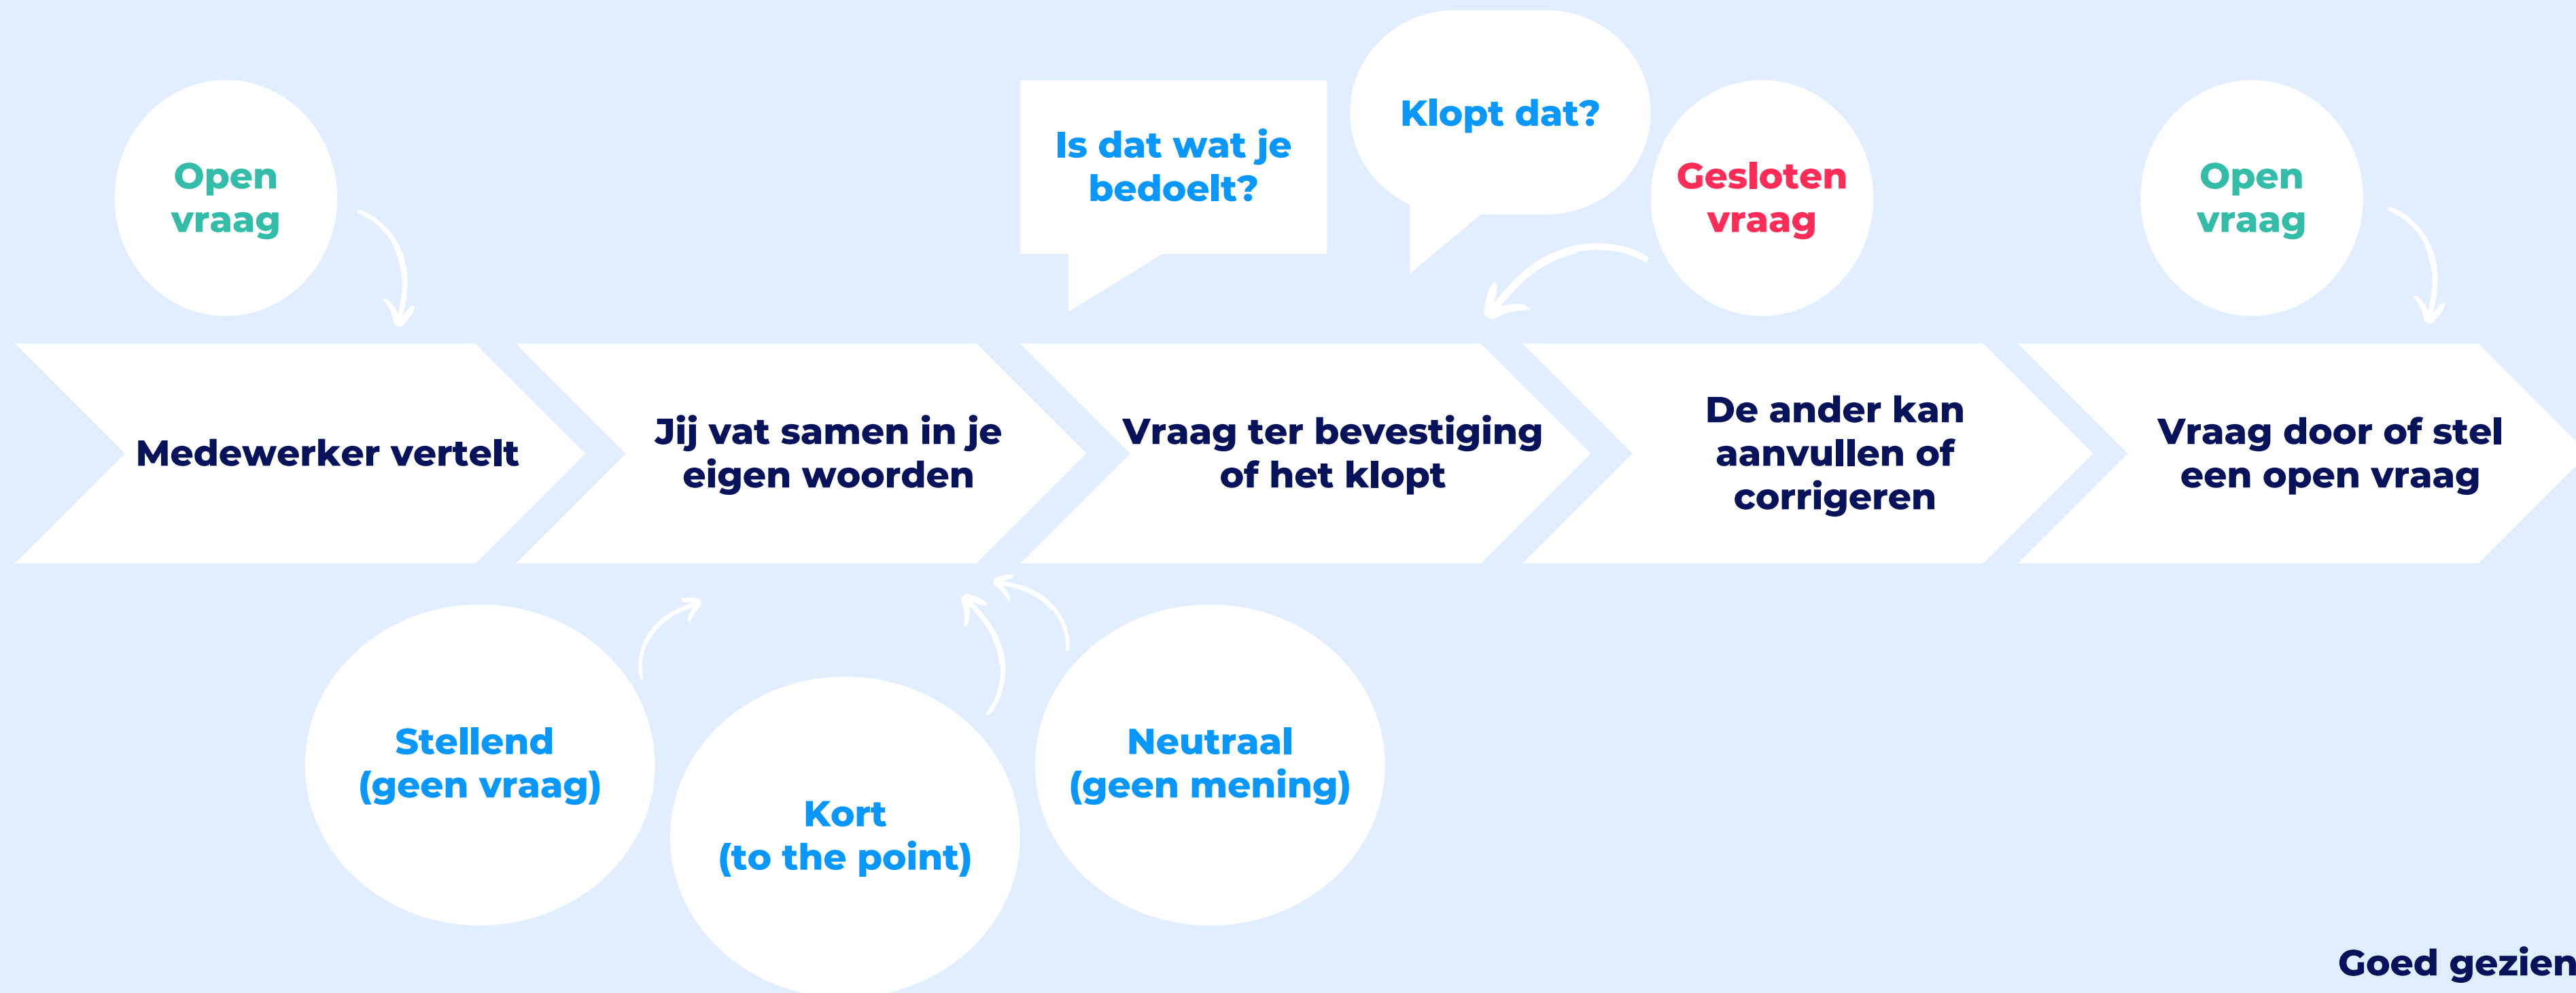 Open
vraag
Is dat wat je
bedoelt?
Klopt dat?
Gesloten
vraag
Open
vraag
Medewerker vertelt
Jij vat samen in je
eigen woorden
Vraag ter bevestiging
of het klopt
De ander kan
aanvullen of
corrigeren
Vraag door of stel
een open vraag
Stellend
(geen vraag)
Kort
(to the point)
Neutraal
(geen mening)
Goed gezien